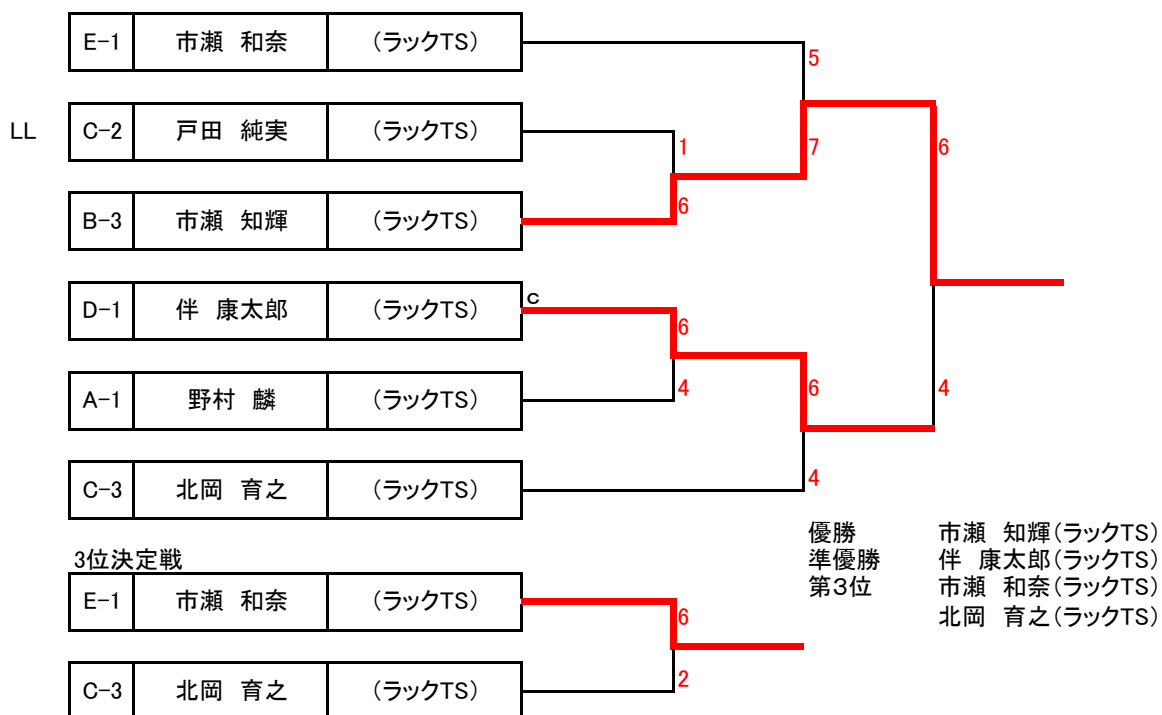 E-1 市瀬 和奈 (ラックTS)
5
LL C-2 戸田 純実 (ラックTS)
1 7 6
B-3 市瀬 知輝 (ラックTS)
6
D-1 伴 康太郎 (ラックTS) c
6
A-1 野村 麟 (ラックTS)
4 6 4
C-3 北岡 育之 (ラックTS)
4
優勝 市瀬 知輝(ラックTS)
3位決定戦
準優勝 伴 康太郎(ラックTS)
第3位 市瀬 和奈(ラックTS)
北岡 育之(ラックTS)
E-1 市瀬 和奈 (ラックTS)
6
C-3 北岡 育之 (ラックTS)
2